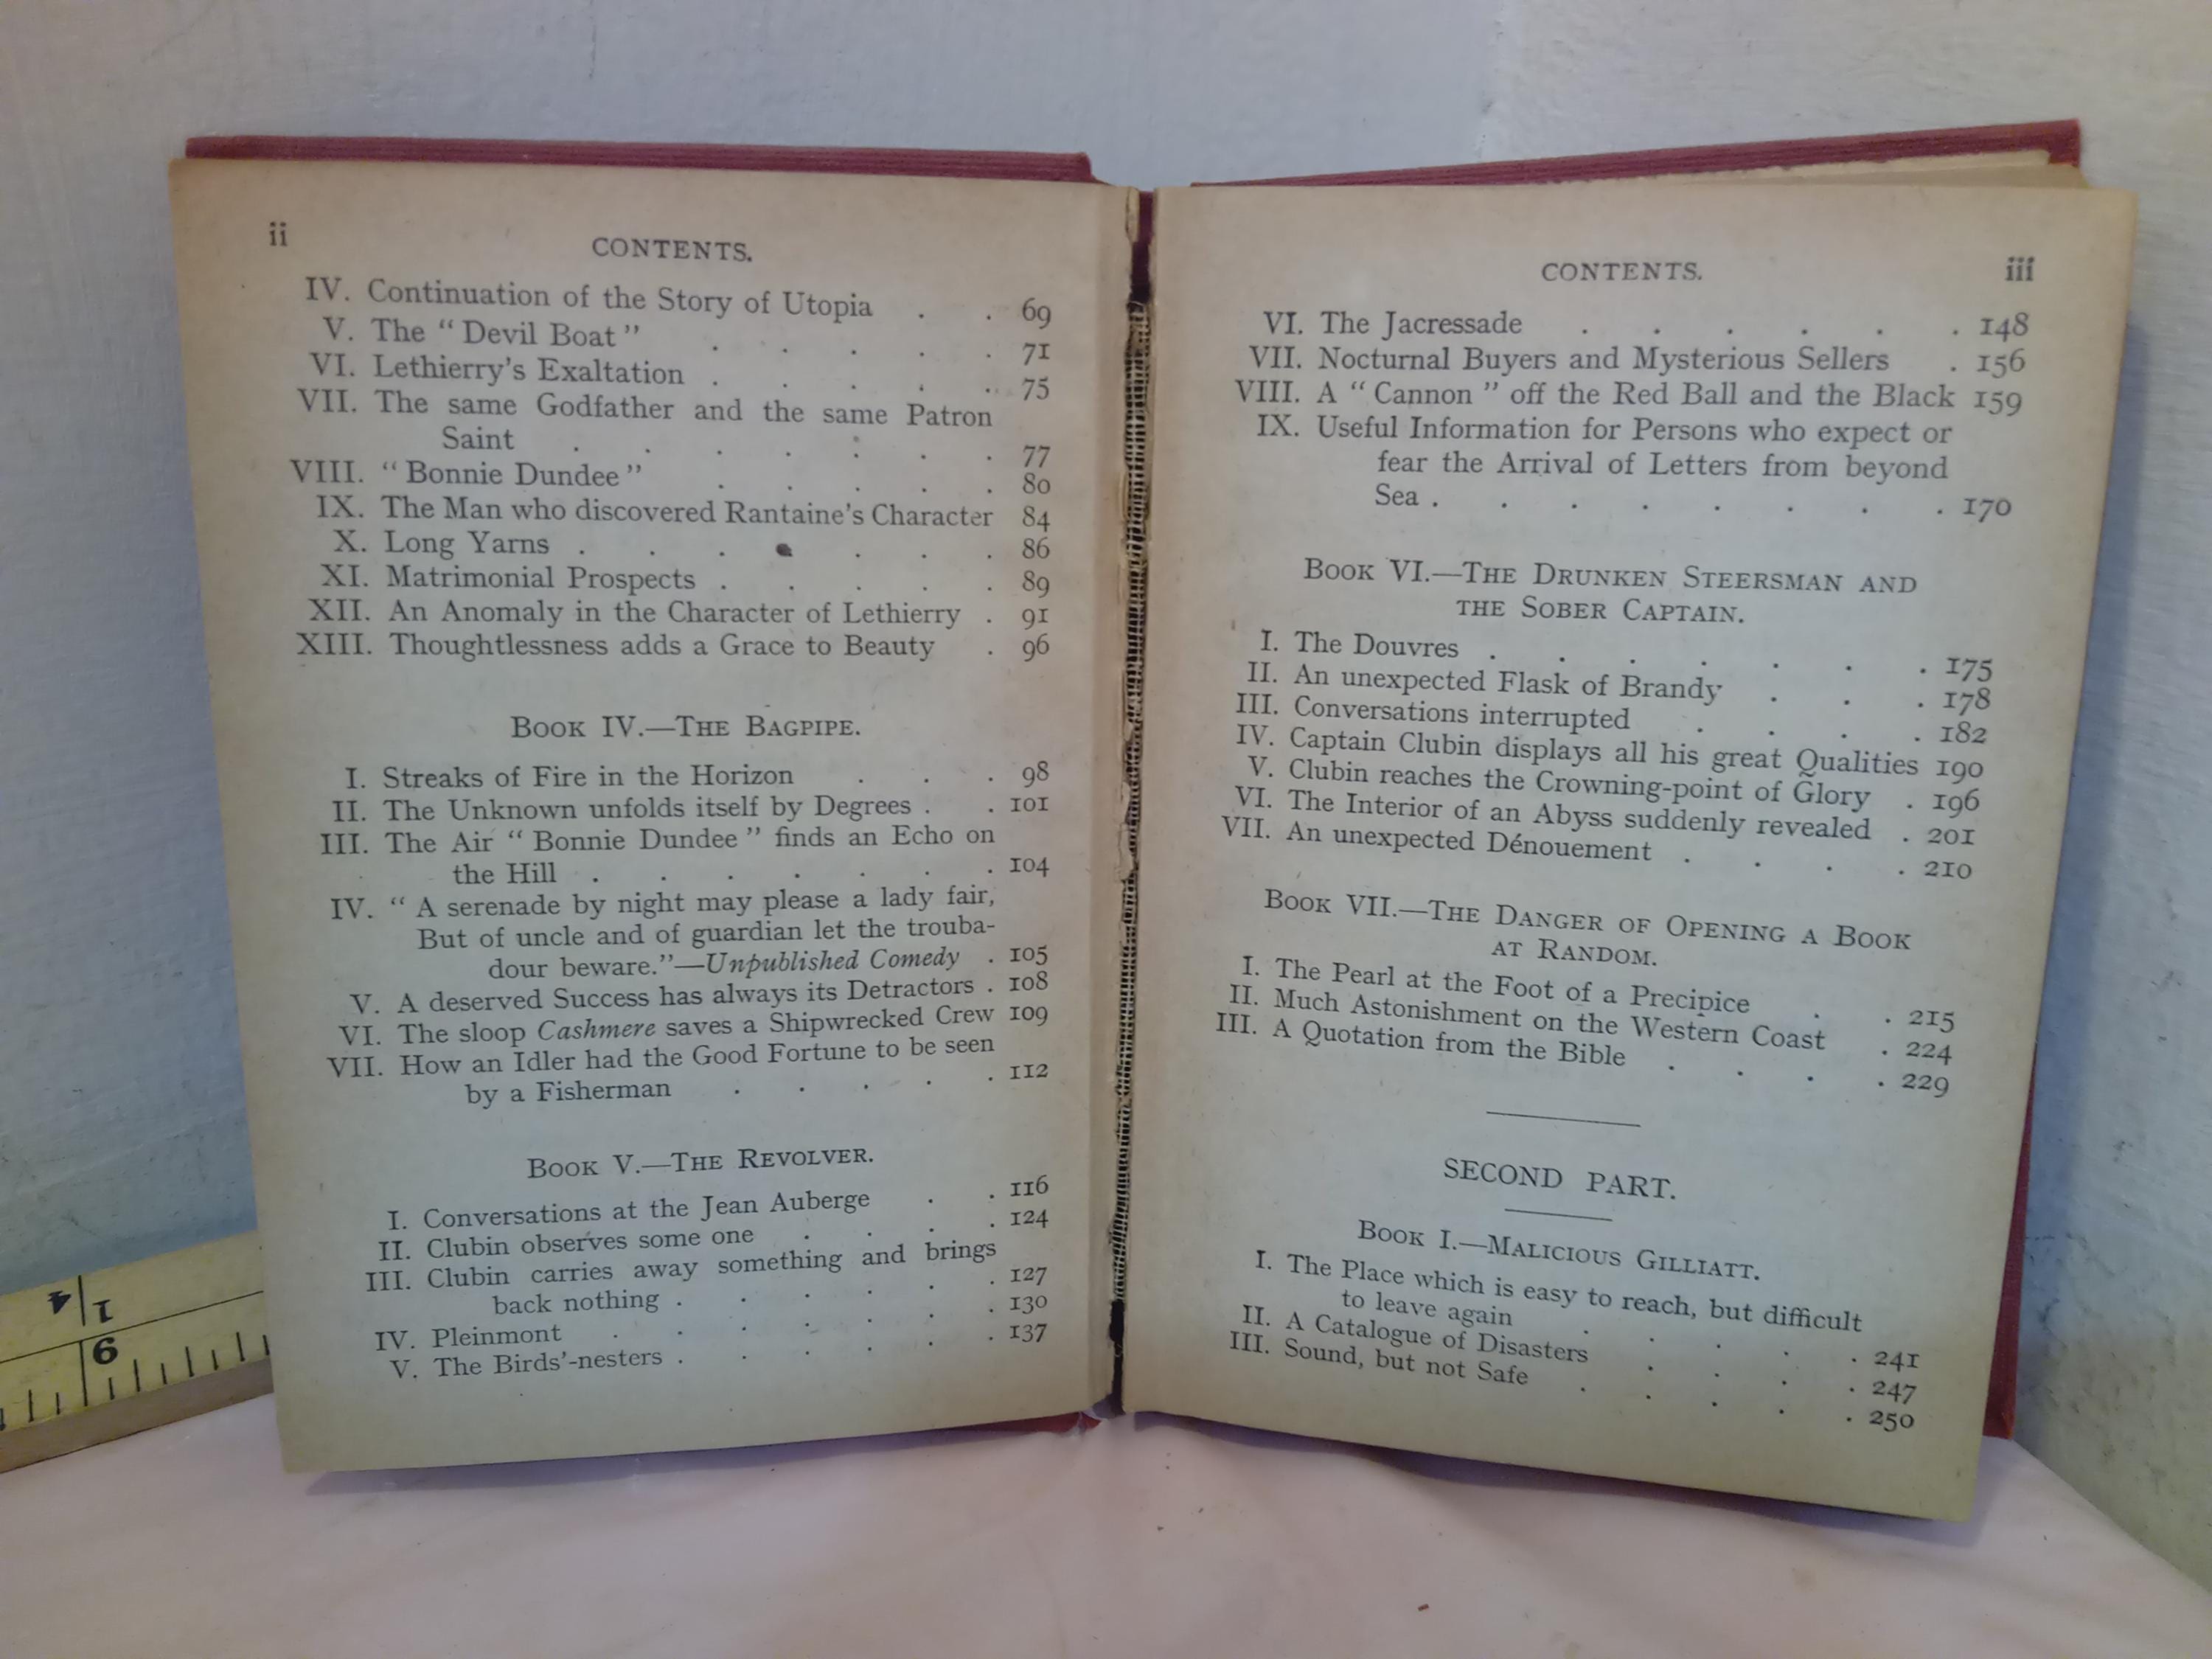 ii
CONTENTS.
IV. Continuation of the Story of Utopia . . 69
V. The “ Devil Boat ” . . . . . 71
VI. Lethierry’s Exaltation . . . . . 75
VII. The same Godfather and the same Patron
Saint . . . . . . . 77
VIII. “ Bonnie Dundee ” . . . . . 80
IX. The Man who discovered Rantaine’s Character 84
X. Long Yarns . . . . . . . 86
XI. Matrimonial Prospects . . . . . 89
XII. An Anomaly in the Character of Lethierry . 91
XIII. Thoughtlessness adds a Grace to Beauty . 96
Book IV.—The Bagpipe.
I. Streaks of Fire in the Horizon . . . 98
II. The Unknown unfolds itself by Degrees . . 101
III. The Air “ Bonnie Dundee ” finds an Echo on
the Hill . . . . . . . 104
IV. “ A serenade by night may please a lady fair,
But of uncle and of guardian let the trouba-
dour beware.”—Unpublished Comedy . 105
V. A deserved Success has always its Detractors . 108
VI. The sloop Cashmere saves a Shipwrecked Crew 109
VII. How an Idler had the Good Fortune to be seen
by a Fisherman . . . . . 112
Book V.—The Revolver.
I. Conversations at the Jean Auberge . . 116
II. Clubin observes some one . . . . 124
III. Clubin carries away something and brings
back nothing . . . . . . 127
IV. Pleinmont . . . . . . 130
V. The Birds’-nesters . . . . . . 137
CONTENTS.
iii
VI. The Jacressade . . . . . . 148
VII. Nocturnal Buyers and Mysterious Sellers . 156
VIII. A “ Cannon ” off the Red Ball and the Black 159
IX. Useful Information for Persons who expect or
fear the Arrival of Letters from beyond
Sea . . . . . . . . 170
Book VI.—The Drunken Steersman and
the Sober Captain.
I. The Douvres . . . . . . . 175
II. An unexpected Flask of Brandy . . . 178
III. Conversations interrupted . . . . 182
IV. Captain Clubin displays all his great Qualities 190
V. Clubin reaches the Crowning-point of Glory . 196
VI. The Interior of an Abyss suddenly revealed . 201
VII. An unexpected Dénouement . . . . 210
Book VII.—The Danger of Opening a Book
at Random.
I. The Pearl at the Foot of a Precipice . . 215
II. Much Astonishment on the Western Coast . 224
III. A Quotation from the Bible . . . . 229
SECOND PART.
Book I.—Malicious Gilliatt.
I. The Place which is easy to reach, but difficult
to leave again . . . . . 241
II. A Catalogue of Disasters . . . . 247
III. Sound, but not Safe . . . . . 250
4 1
6